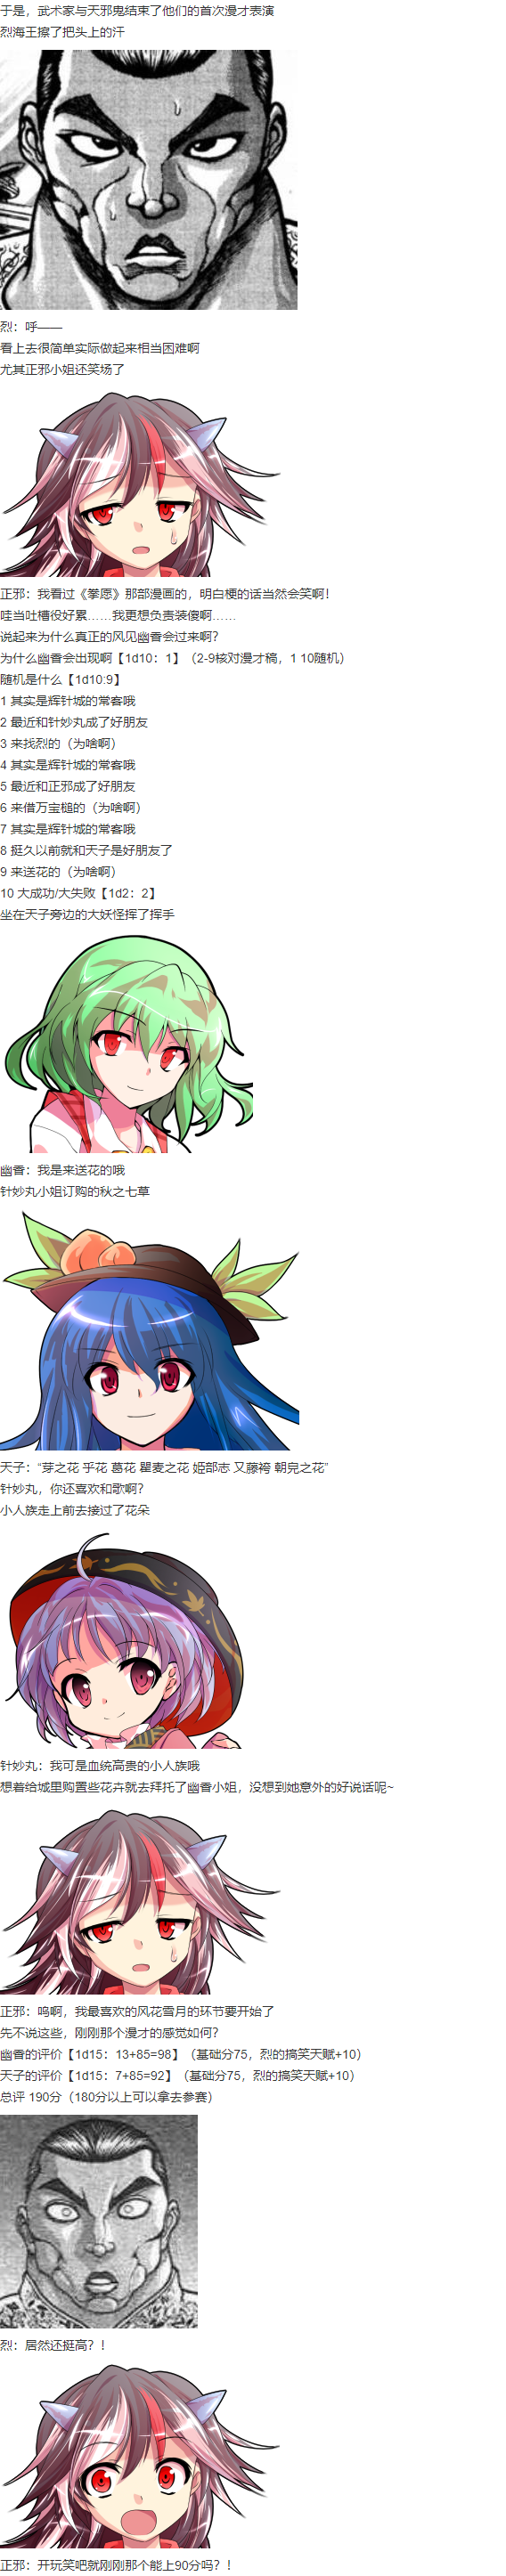 于是，武术家与天邪鬼结束了他们的首次漫才表演
烈海王擦了把头上的汗
烈：呼——
看上去很简单实际做起来相当困难啊
尤其正邪小姐还笑场了
正邪：我看过《拳愿》那部漫画的，明白梗的话当然会笑啊！
哇当吐槽役好累……我更想负责装傻啊……
说起来为什么真正的风见幽香会过来啊？
为什么幽香会出现啊【1d10：1】（2-9核对漫才稿，1 10随机）
随机是什么【1d10:9】
1 其实是辉针城的常客哦
2 最近和针妙丸成了好朋友
3 来找烈的（为啥啊）
4 其实是辉针城的常客哦
5 最近和正邪成了好朋友
6 来借万宝槌的（为啥啊）
7 其实是辉针城的常客哦
8 挺久以前就和天子是好朋友了
9 来送花的（为啥啊）
10 大成功/大失败【1d2：2】
坐在天子旁边的大妖怪挥了挥手
幽香：我是来送花的哦
针妙丸小姐订购的秋之七草
天子：“芽之花 乎花 葛花 瞿麦之花 姬部志 又藤袴 朝皃之花”
针妙丸，你还喜欢和歌啊？
小人族走上前去接过了花朵
针妙丸：我可是血统高贵的小人族哦
想着给城里购置些花卉就去拜托了幽香小姐，没想到她意外的好说话呢~
正邪：呜啊，我最喜欢的风花雪月的环节要开始了
先不说这些，刚刚那个漫才的感觉如何？
幽香的评价【1d15：13+85=98】（基础分75，烈的搞笑天赋+10）
天子的评价【1d15：7+85=92】（基础分75，烈的搞笑天赋+10）
总评 190分（180分以上可以拿去参赛）
烈：居然还挺高？！
正邪：开玩笑吧就刚刚那个能上90分吗？！